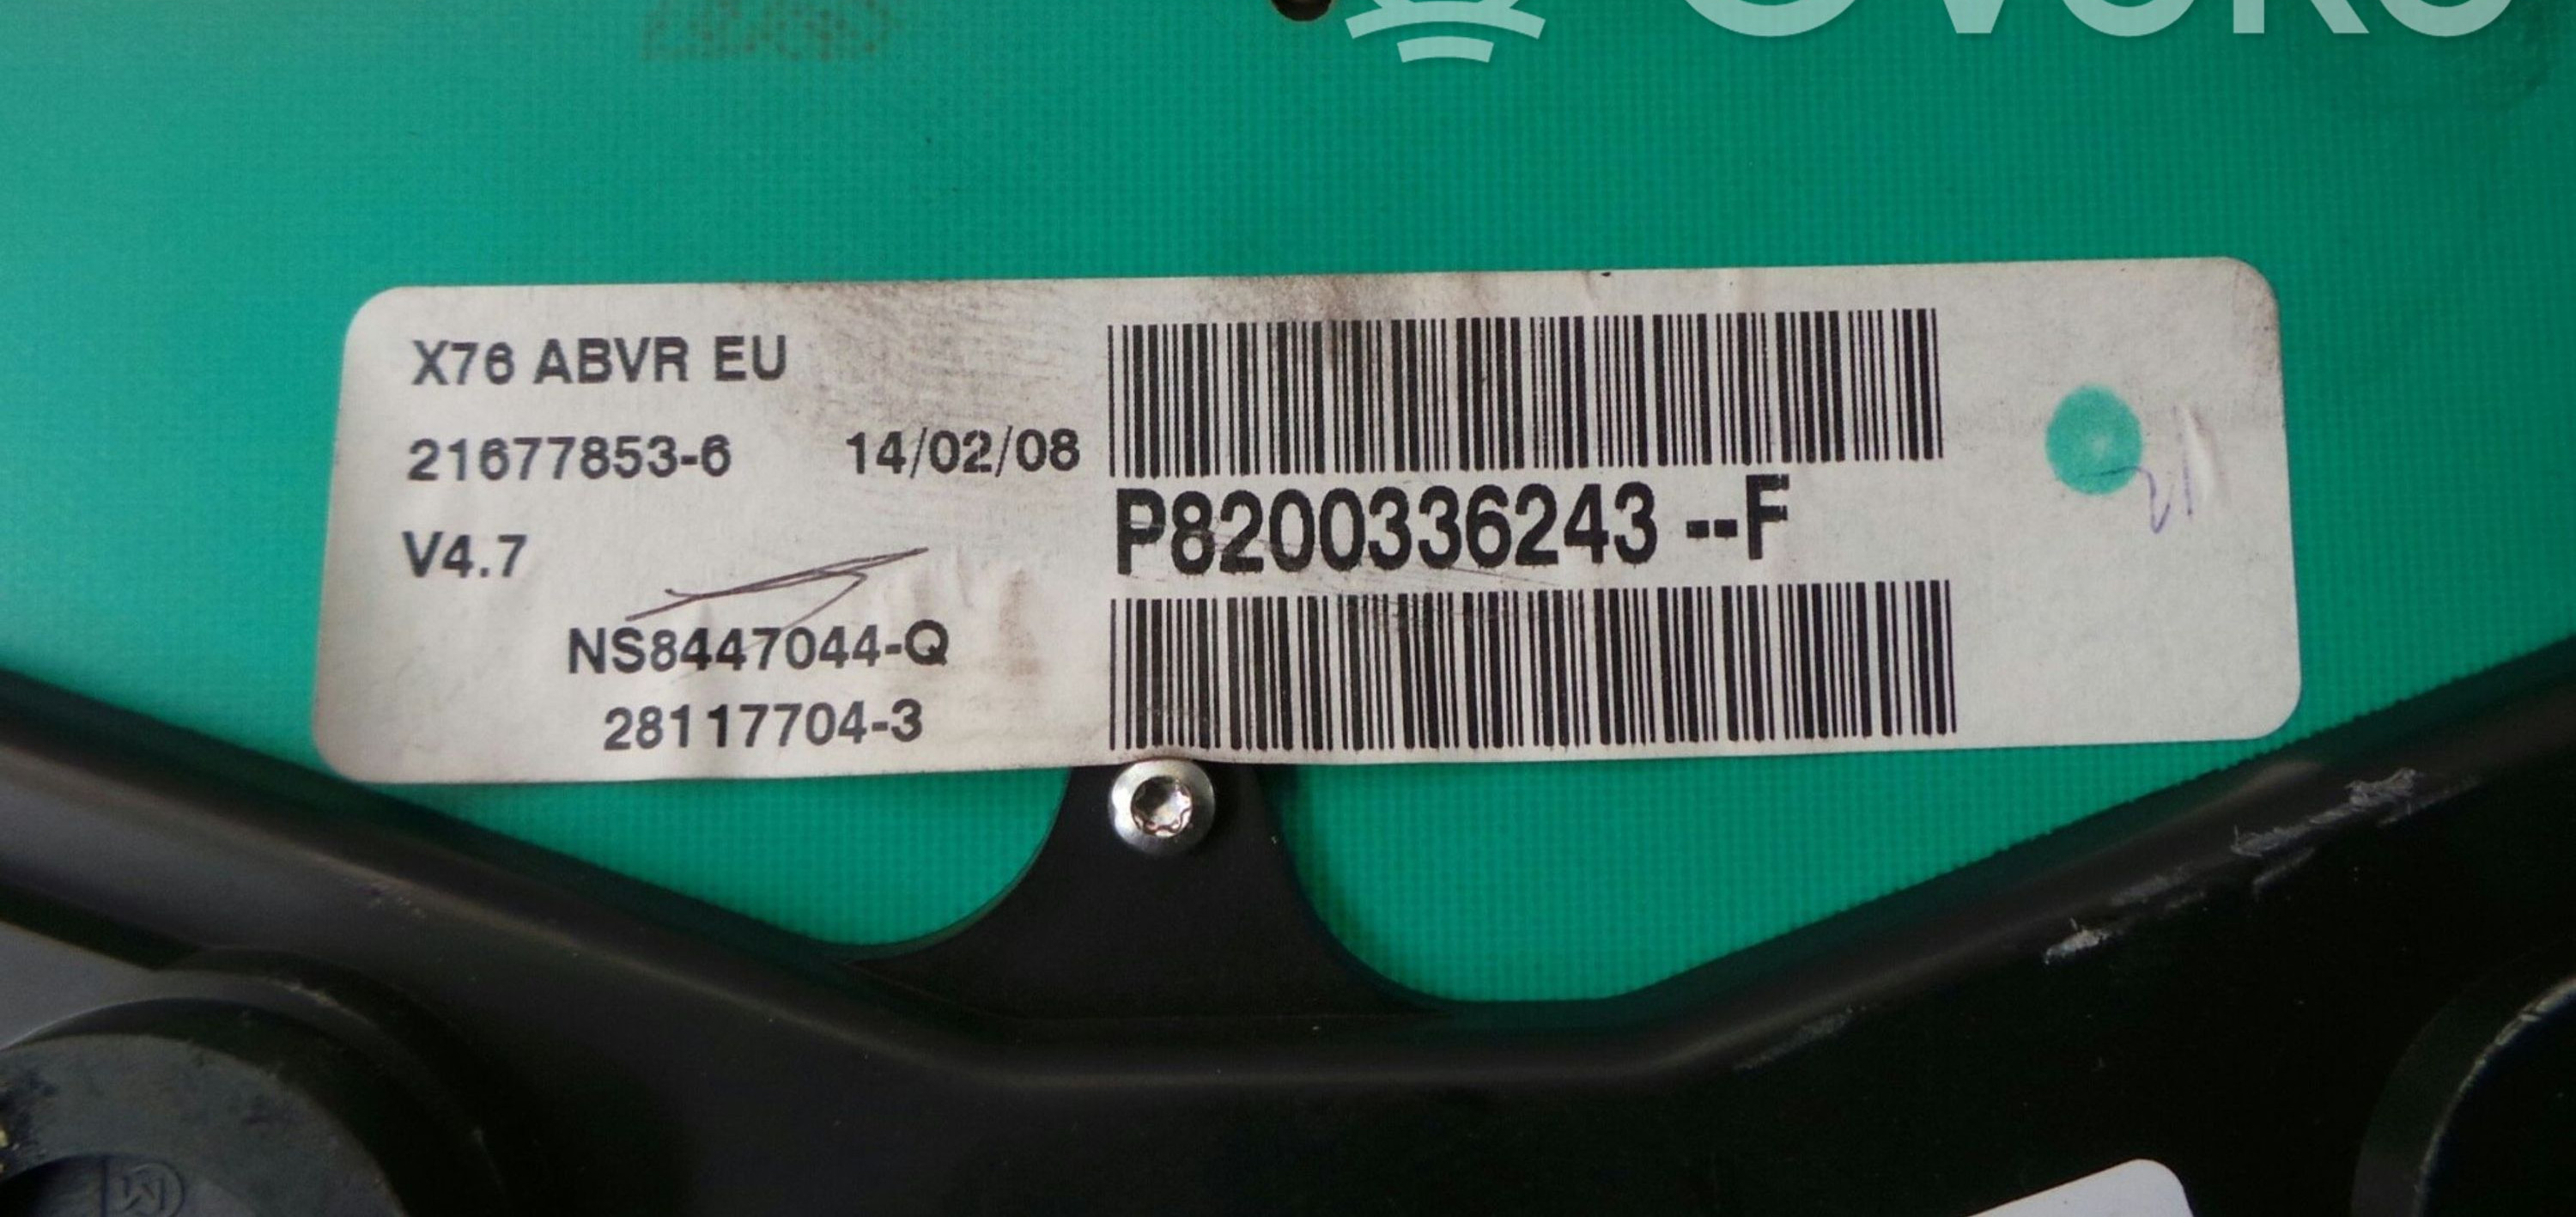 X76 ABVR EU
21677853-6 14/02/08
V4.7
P8200336243 --F
NS8447044-Q
28117704-3